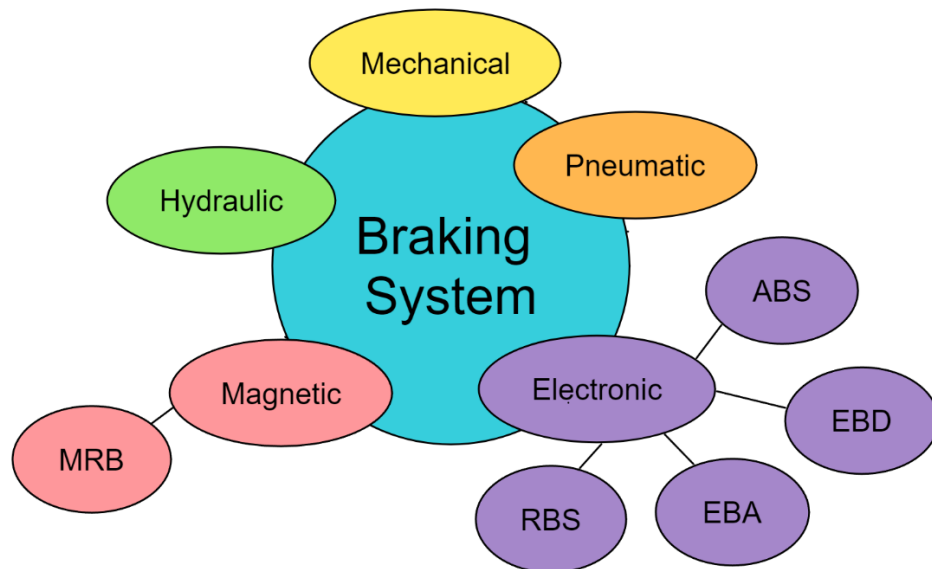 Mechanical
Pneumatic
Hydraulic
Braking
System
ABS
Magnetic
Electronic
EBD
MRB
RBS
EBA